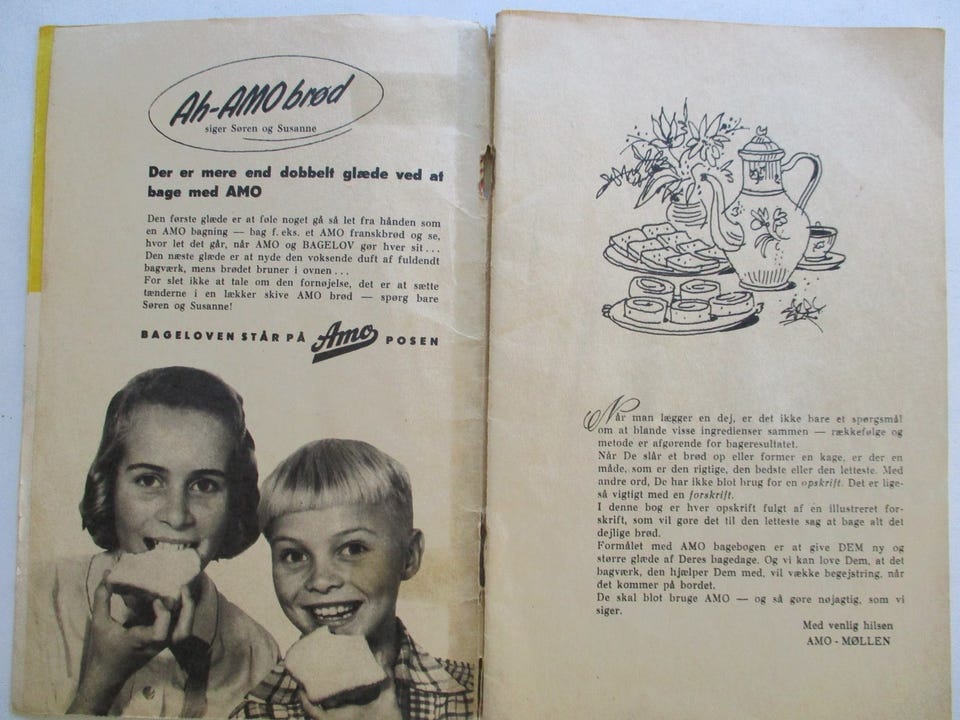 Ah-AMO brød
siger Søren og Susanne
Der er mere end dobbelt glæde ved at
bage med AMO
Den første glæde er at føle noget gå så let fra hånden som
en AMO bagning — bag f. eks. et AMO franskbrød og se,
hvor let det går, når AMO og BAGELOV gør hver sit ...
Den næste glæde er at nyde den voksende duft af fuldendt
bagværk, mens brødet bruner i ovnen ...
For slet ikke at tale om den fornøjelse, det er at sætte
tænderne i en lækker skive AMO brød — spørg bare
Søren og Susanne!
BAGELOVEN STÅR PÅ Amo POSEN
Når man lægger en dej, er det ikke bare et spørgsmål
om at blande visse ingredienser sammen — rækkefølge og
metode er afgørende for bageresultatet.
Når De slår et brød op eller former en kage, er der en
måde, som er den rigtige, den bedste eller den letteste. Med
andre ord, De har ikke blot brug for en opskrift. Det er lige-
så vigtigt med en forskrift.
I denne bog er hver opskrift fulgt af en illustreret for-
skrift, som vil gøre det til den letteste sag at bage alt det
dejlige brød.
Formålet med AMO bagebogen er at give DEM ny og
større glæde af Deres bagedage. Og vi kan love Dem, at det
bagværk, den hjælper Dem med, vil vække begejstring, når
det kommer på bordet.
De skal blot bruge AMO — og så gøre nøjagtig, som vi
siger.
Med venlig hilsen
AMO - MØLLEN